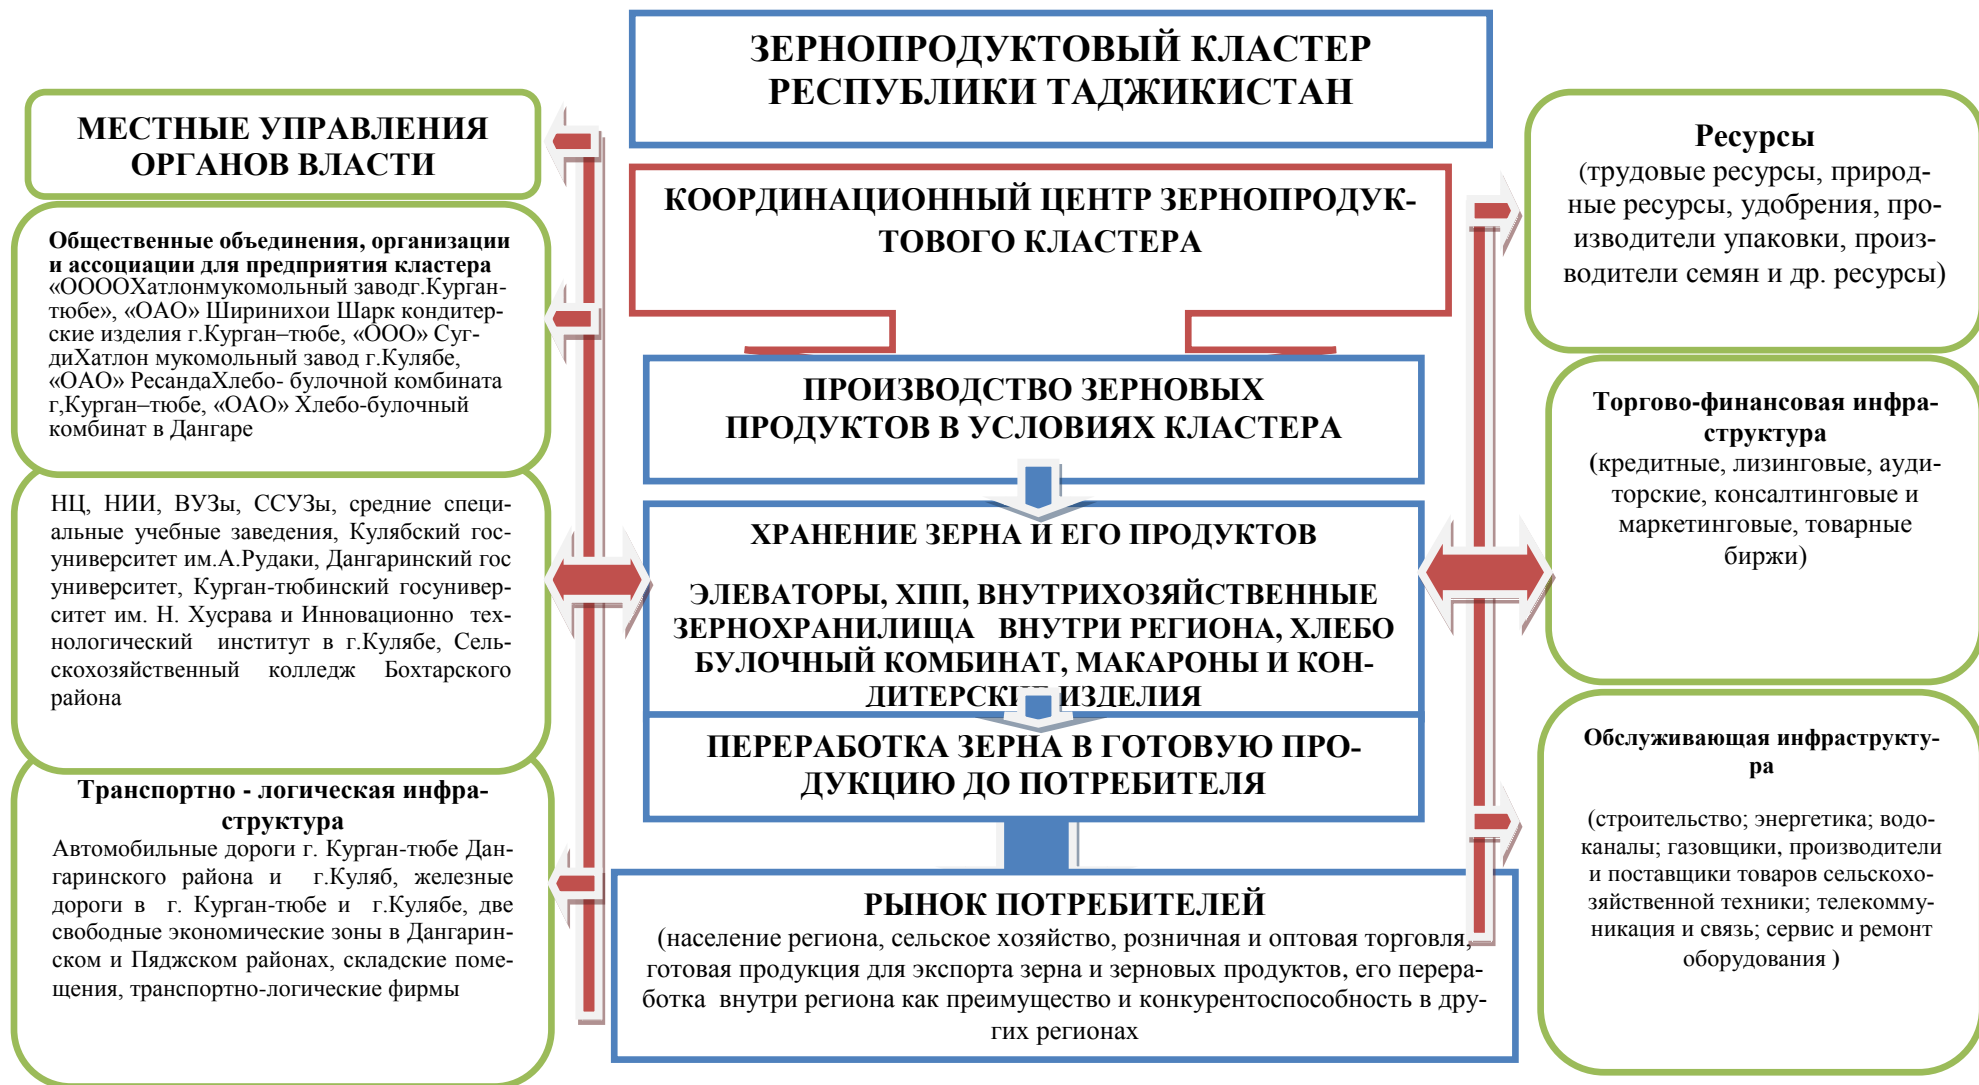 ЗЕРНОПРОДУКТОВЫЙ КЛАСТЕР
РЕСПУБЛИКИ ТАДЖИКИСТАН
МЕСТНЫЕ УПРАВЛЕНИЯ
ОРГАНОВ ВЛАСТИ
Общественные объединения, организации
и ассоциации для предприятия кластера
«ООООХатлонмукомольный заводг.Курган-
тюбе», «ОАО» Ширинихои Шарк кондитер-
ские изделия г.Курган–тюбе, «ООО» Суг-
диХатлон мукомольный завод г.Кулябе,
«ОАО» РесандаХлебо- булочной комбината
г,Курган–тюбе, «ОАО» Хлебо-булочный
комбинат в Дангаре
НЦ, НИИ, ВУЗы, ССУЗы, средние специ-
альные учебные заведения, Кулябский гос-
университет им.А.Рудаки, Дангаринский гос
университет, Курган-тюбинский госунивер-
ситет им. Н. Хусрава и Инновационно тех-
нологический институт в г.Кулябе, Сель-
скохозяйственный колледж Бохтарского
района
Транспортно - логическая инфра-
структура
Автомобильные дороги г. Курган-тюбе Дан-
гаринского района и г.Куляб, железные
дороги в г. Курган-тюбе и г.Кулябе, две
свободные экономические зоны в Дангарин-
ском и Пяджском районах, складские поме-
щения, транспортно-логические фирмы
КООРДИНАЦИОННЫЙ ЦЕНТР ЗЕРНОПРОДУК-
ТОВОГО КЛАСТЕРА
ПРОИЗВОДСТВО ЗЕРНОВЫХ
ПРОДУКТОВ В УСЛОВИЯХ КЛАСТЕРА
ХРАНЕНИЕ ЗЕРНА И ЕГО ПРОДУКТОВ
ЭЛЕВАТОРЫ, ХПП, ВНУТРИХОЗЯЙСТВЕННЫЕ
ЗЕРНОХРАНИЛИЩА ВНУТРИ РЕГИОНА, ХЛЕБО
БУЛОЧНЫЙ КОМБИНАТ, МАКАРОНЫ И КОН-
ДИТЕРСКИЕ ИЗДЕЛИЯ
ПЕРЕРАБОТКА ЗЕРНА В ГОТОВУЮ ПРО-
ДУКЦИЮ ДО ПОТРЕБИТЕЛЯ
РЫНОК ПОТРЕБИТЕЛЕЙ
(население региона, сельское хозяйство, розничная и оптовая торговля,
готовая продукция для экспорта зерна и зерновых продуктов, его перера-
ботка внутри региона как преимущество и конкурентоспособность в дру-
гих регионах
Ресурсы
(трудовые ресурсы, природ-
ные ресурсы, удобрения, про-
изводители упаковки, произ-
водители семян и др. ресурсы)
Торгово-финансовая инфра-
структура
(кредитные, лизинговые, ауди-
торские, консалтинговые и
маркетинговые, товарные
биржи)
Обслуживающая инфраструкту-
ра
(строительство; энергетика; водо-
каналы; газовщики, производители
и поставщики товаров сельскохо-
зяйственной техники; телекомму-
никация и связь; сервис и ремонт
оборудования )